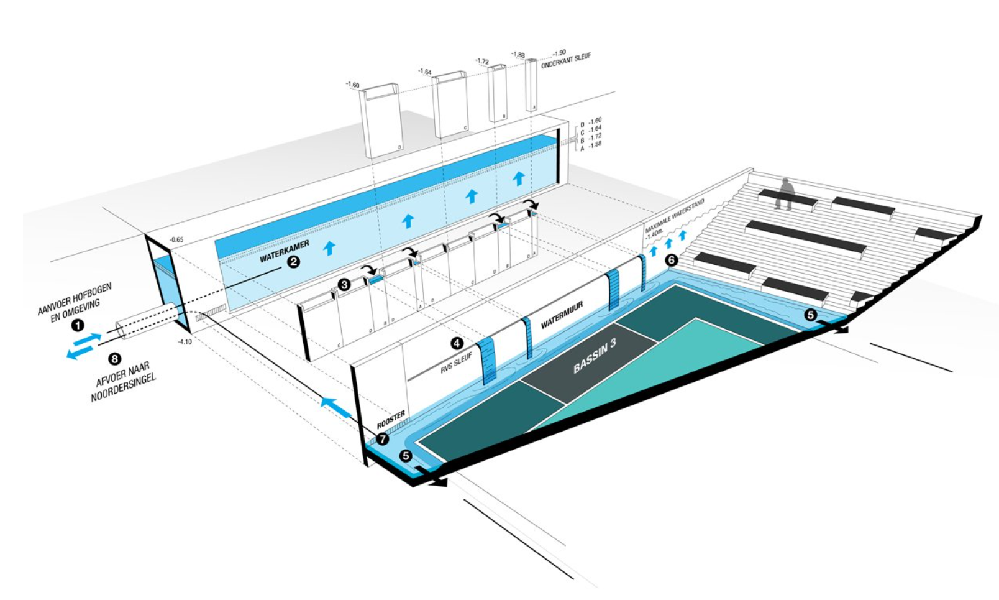 -1.60
-1.64
-1.72
-1.88
-1.90
ONDERKANT SLEUF
D
C
B
A
D -1.60
C -1.64
B -1.72
A -1.88
-0.65
WATERKAMER
2
MAXIMALE WATERSTAND
-1.40m.
6
AANVOER HOFBOGEN
EN OMGEVING
1
8
AFVOER NAAR
NOORDERSINGEL
-4.10
3
C
D
B
D
A
D
C
D
B
D
A
4
RVS SLEUF
WATERMUUR
BASSIN 3
5
ROOSTER
7
5